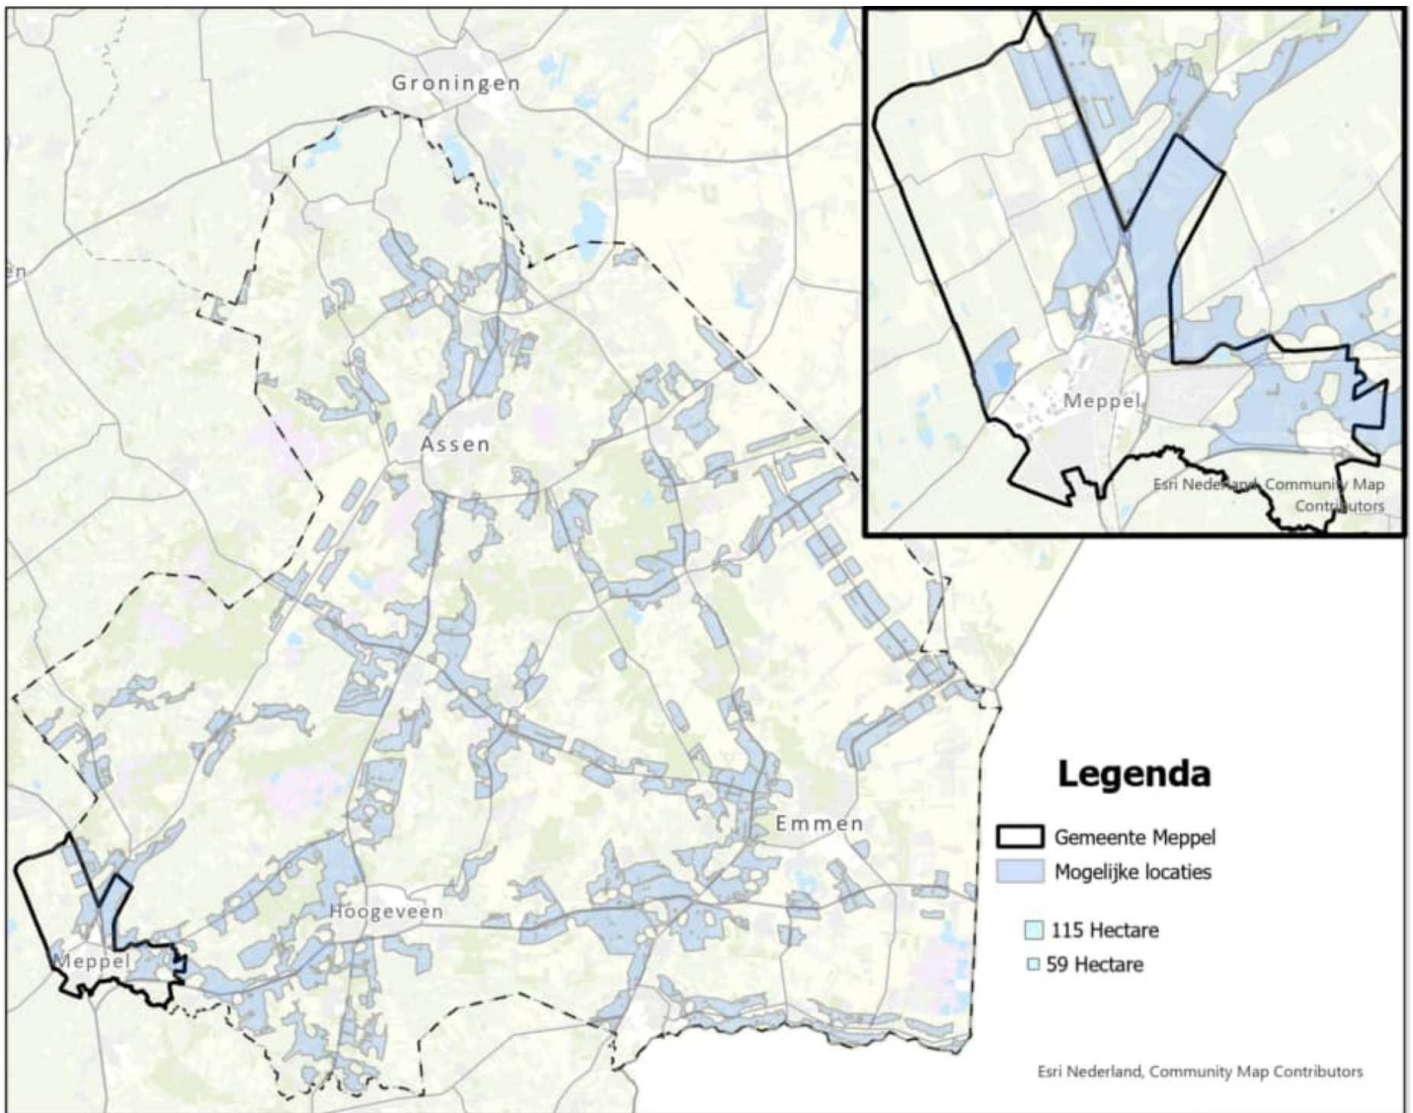 Groningen
en
Assen
Emmen
Hoogeveen
Meppel
Meppel
Esri Nederland, Community Map
Contributors
Legenda
Gemeente Meppel
Mogelijke locaties
115 Hectare
59 Hectare
Esri Nederland, Community Map Contributors